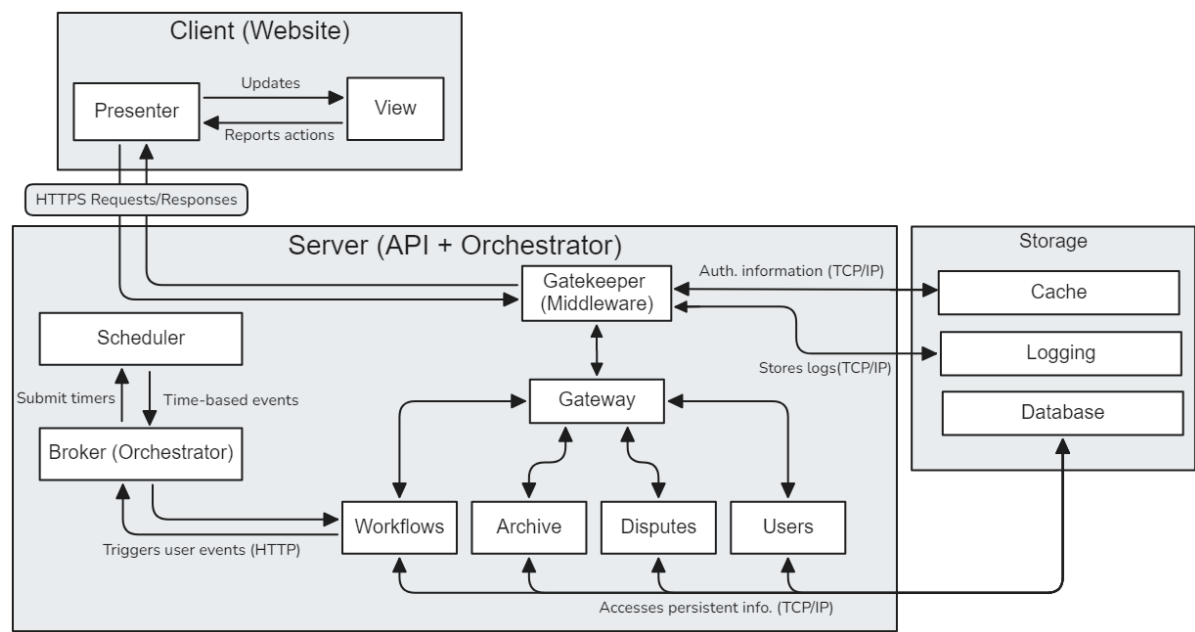 Client (Website)
Updates
Presenter
View
Reports actions
HTTPS Requests/Responses
Server (API + Orchestrator)
Storage
Gatekeeper
(Middleware)
Auth. information (TCP/IP)
Cache
Scheduler
Logging
Stores logs(TCP/IP)
Submit timers
Time-based events
Gateway
Database
Broker (Orchestrator)
Workflows
Archive
Disputes
Users
Triggers user events (HTTP)
Accesses persistent info. (TCP/IP)